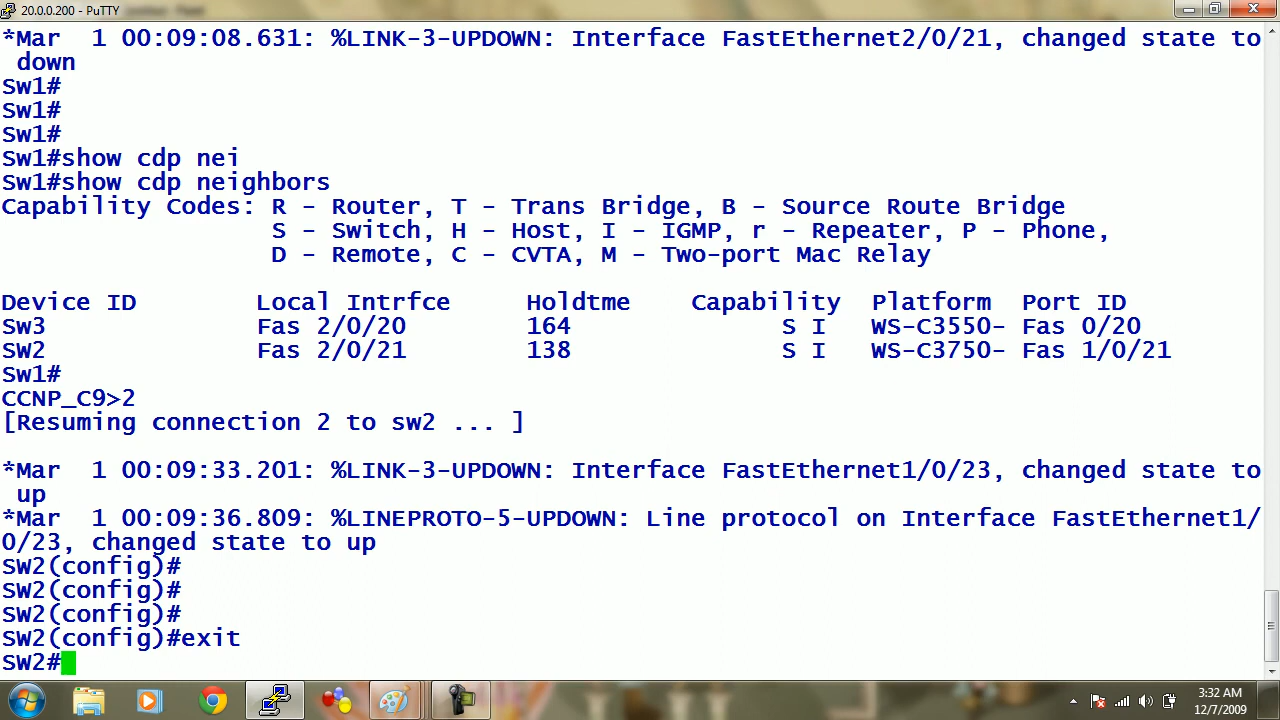 20.0.0.200 - PuTTY
*Mar  1 00:09:08.631: %LINK-3-UPDOWN: Interface FastEthernet2/0/21, changed state to
 down
Sw1#
Sw1#
Sw1#
Sw1#show cdp nei
Sw1#show cdp neighbors
Capability Codes: R - Router, T - Trans Bridge, B - Source Route Bridge
                  S - Switch, H - Host, I - IGMP, r - Repeater, P - Phone,
                  D - Remote, C - CVTA, M - Two-port Mac Relay
Device ID        Local Intrfce     Holdtme    Capability  Platform  Port ID
Sw3              Fas 2/0/20        164              S I   WS-C3550- Fas 0/20
SW2              Fas 2/0/21        138              S I   WS-C3750- Fas 1/0/21
Sw1#
CCNP_C9>2
[Resuming connection 2 to sw2 ... ]
*Mar  1 00:09:33.201: %LINK-3-UPDOWN: Interface FastEthernet1/0/23, changed state to
 up
*Mar  1 00:09:36.809: %LINEPROTO-5-UPDOWN: Line protocol on Interface FastEthernet1/
0/23, changed state to up
SW2(config)#
SW2(config)#
SW2(config)#
SW2(config)#exit
SW2#
3:32 AM
12/7/2009